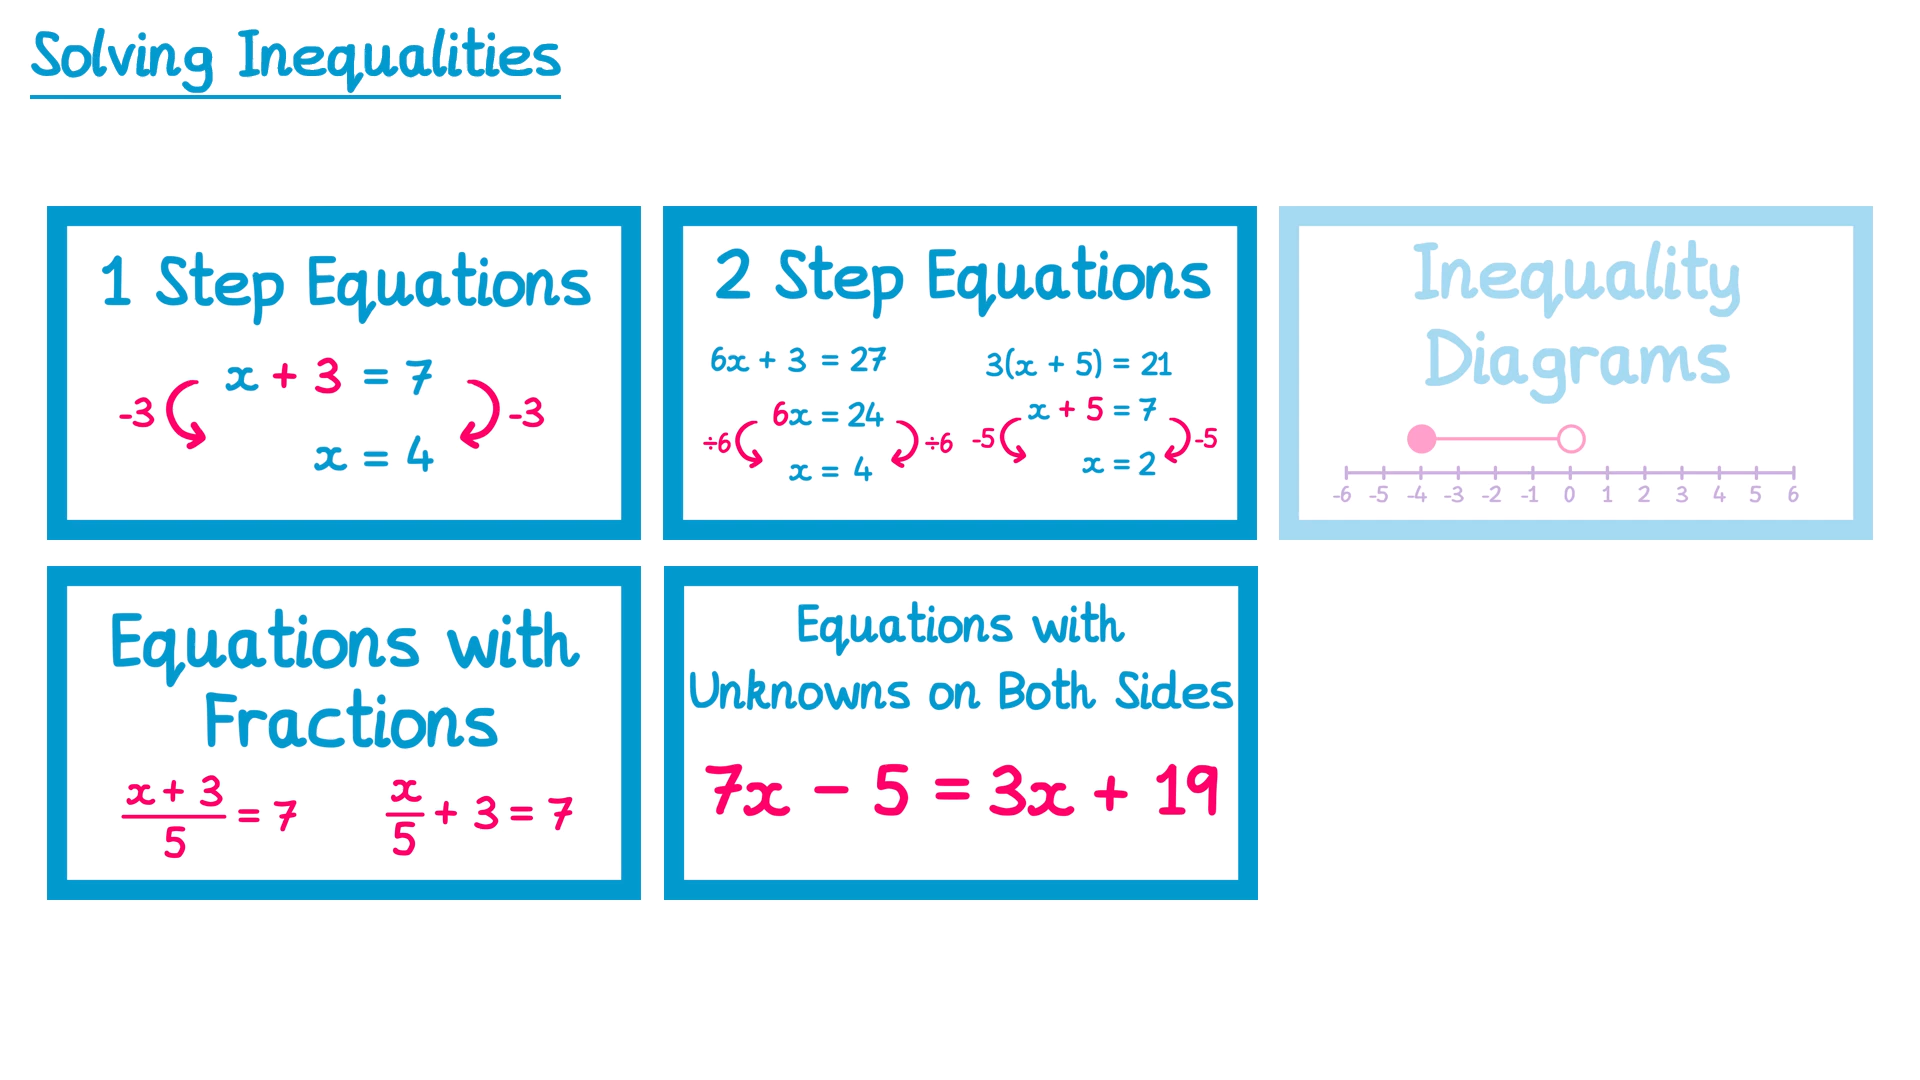 Solving Inequalities
1 Step Equations
x + 3 = 7
-3 -3
x = 4
2 Step Equations
6x + 3 = 27
6x = 24
÷6 ÷6
x = 4
3(x + 5) = 21
x + 5 = 7
-5 -5
x = 2
Inequality
Diagrams
-6 -5 -4 -3 -2 -1 0 1 2 3 4 5 6
Equations with
Fractions
x + 3
5
= 7
x
5
+ 3 = 7
Equations with
Unknowns on Both Sides
7x − 5 = 3x + 19